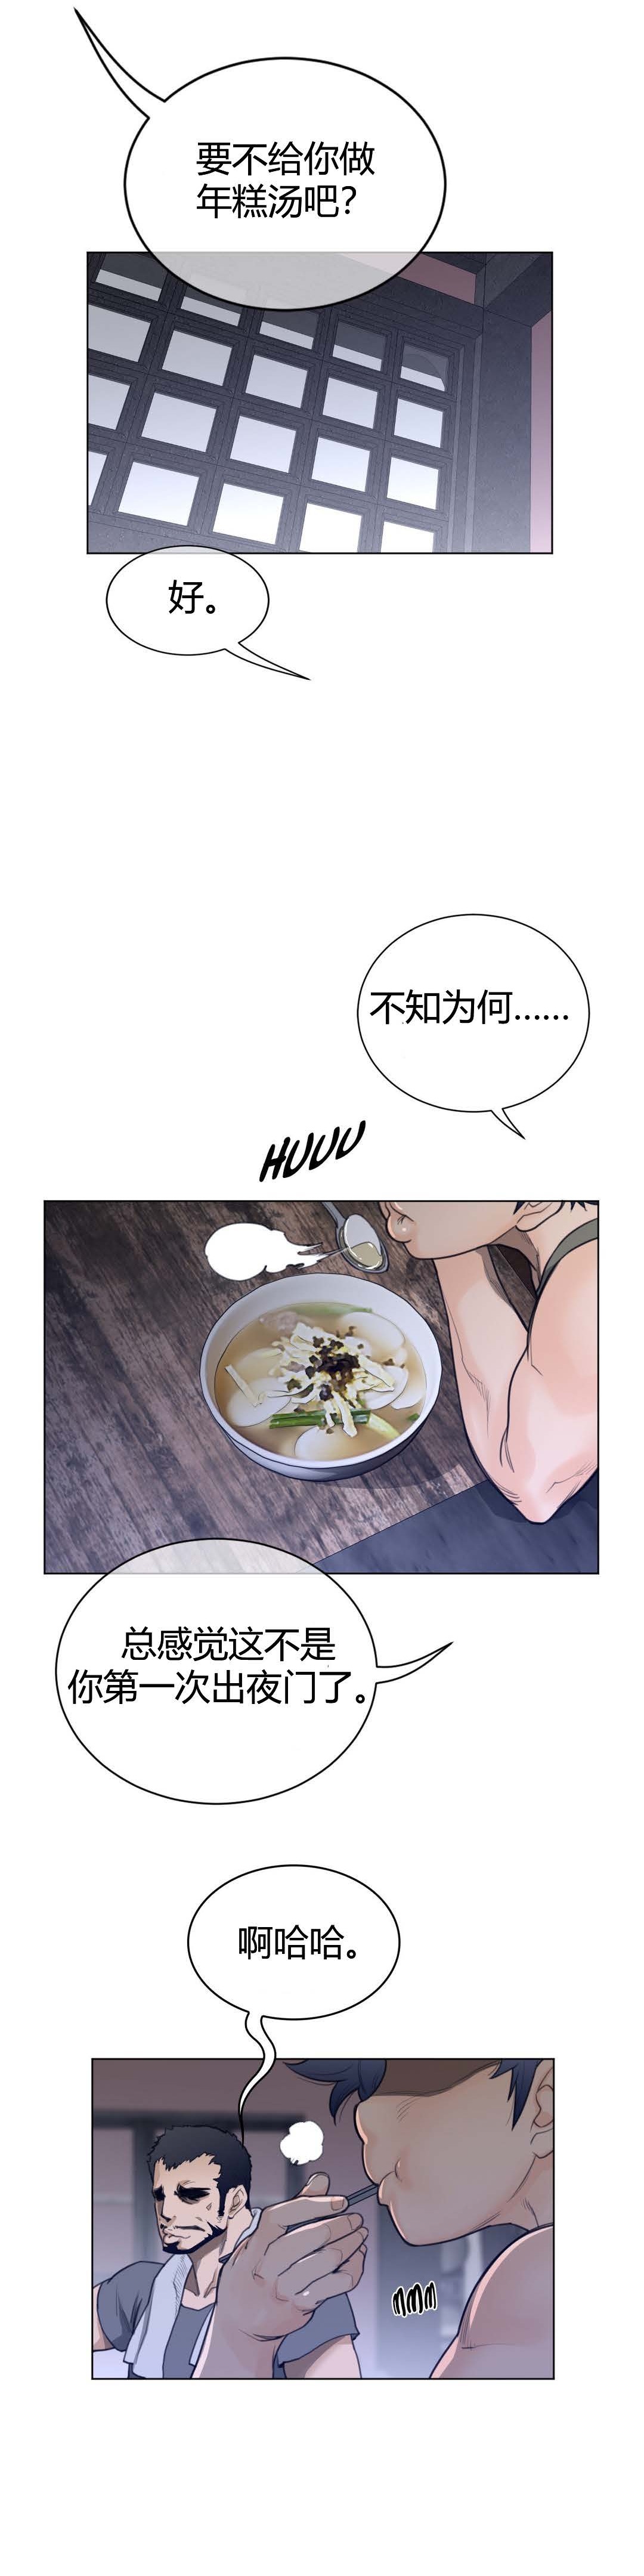 要不给你做
年糕汤吧？
好。
不知为何……
HUUU
总感觉这不是
你第一次出夜门了。
啊哈哈。
MMM